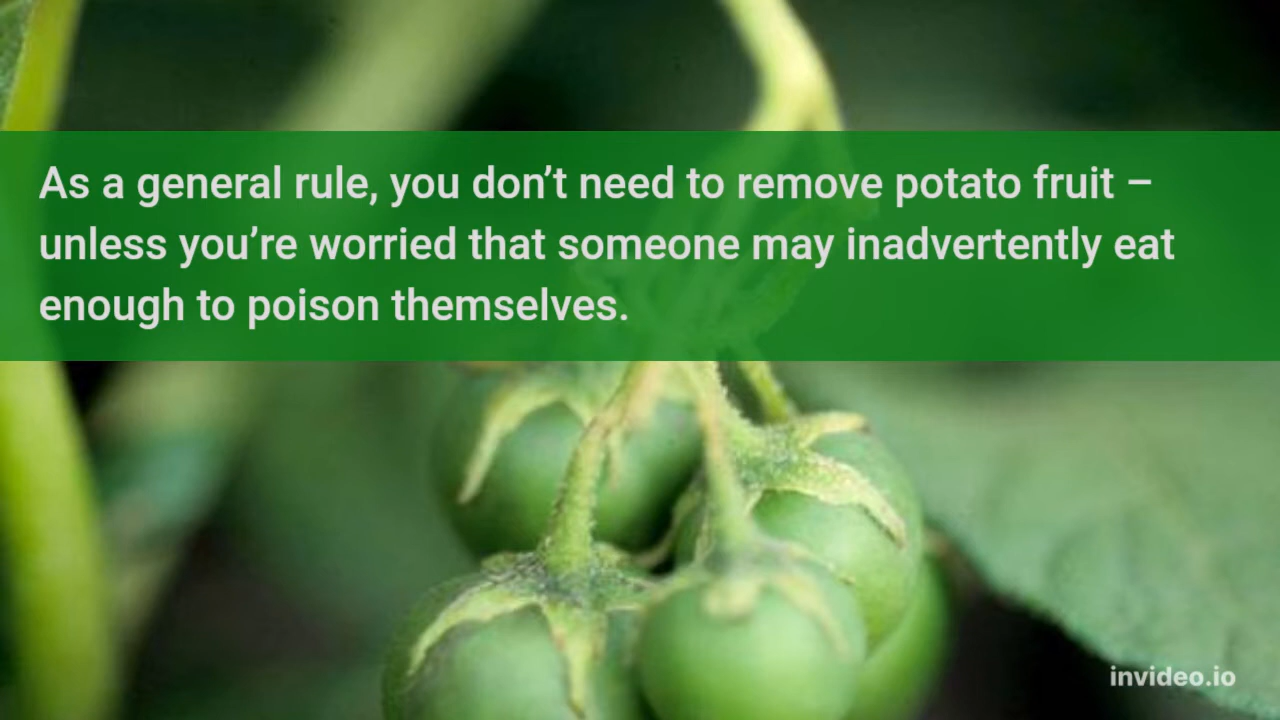 As a general rule, you don’t need to remove potato fruit –
unless you’re worried that someone may inadvertently eat
enough to poison themselves.
invideo.io